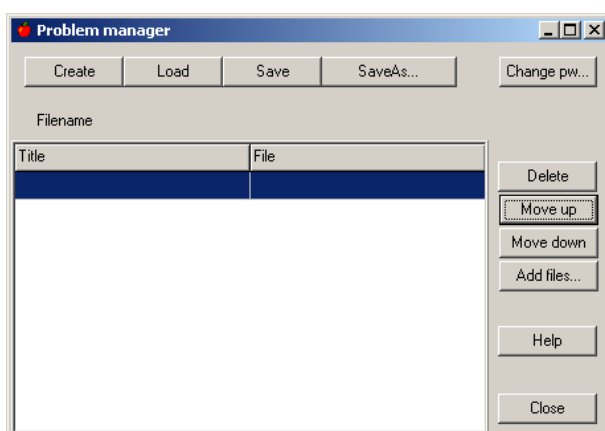 Problem manager
Create Load Save SaveAs... Change pw...
Filename
Title File
Delete
Move up
Move down
Add files...
Help
Close